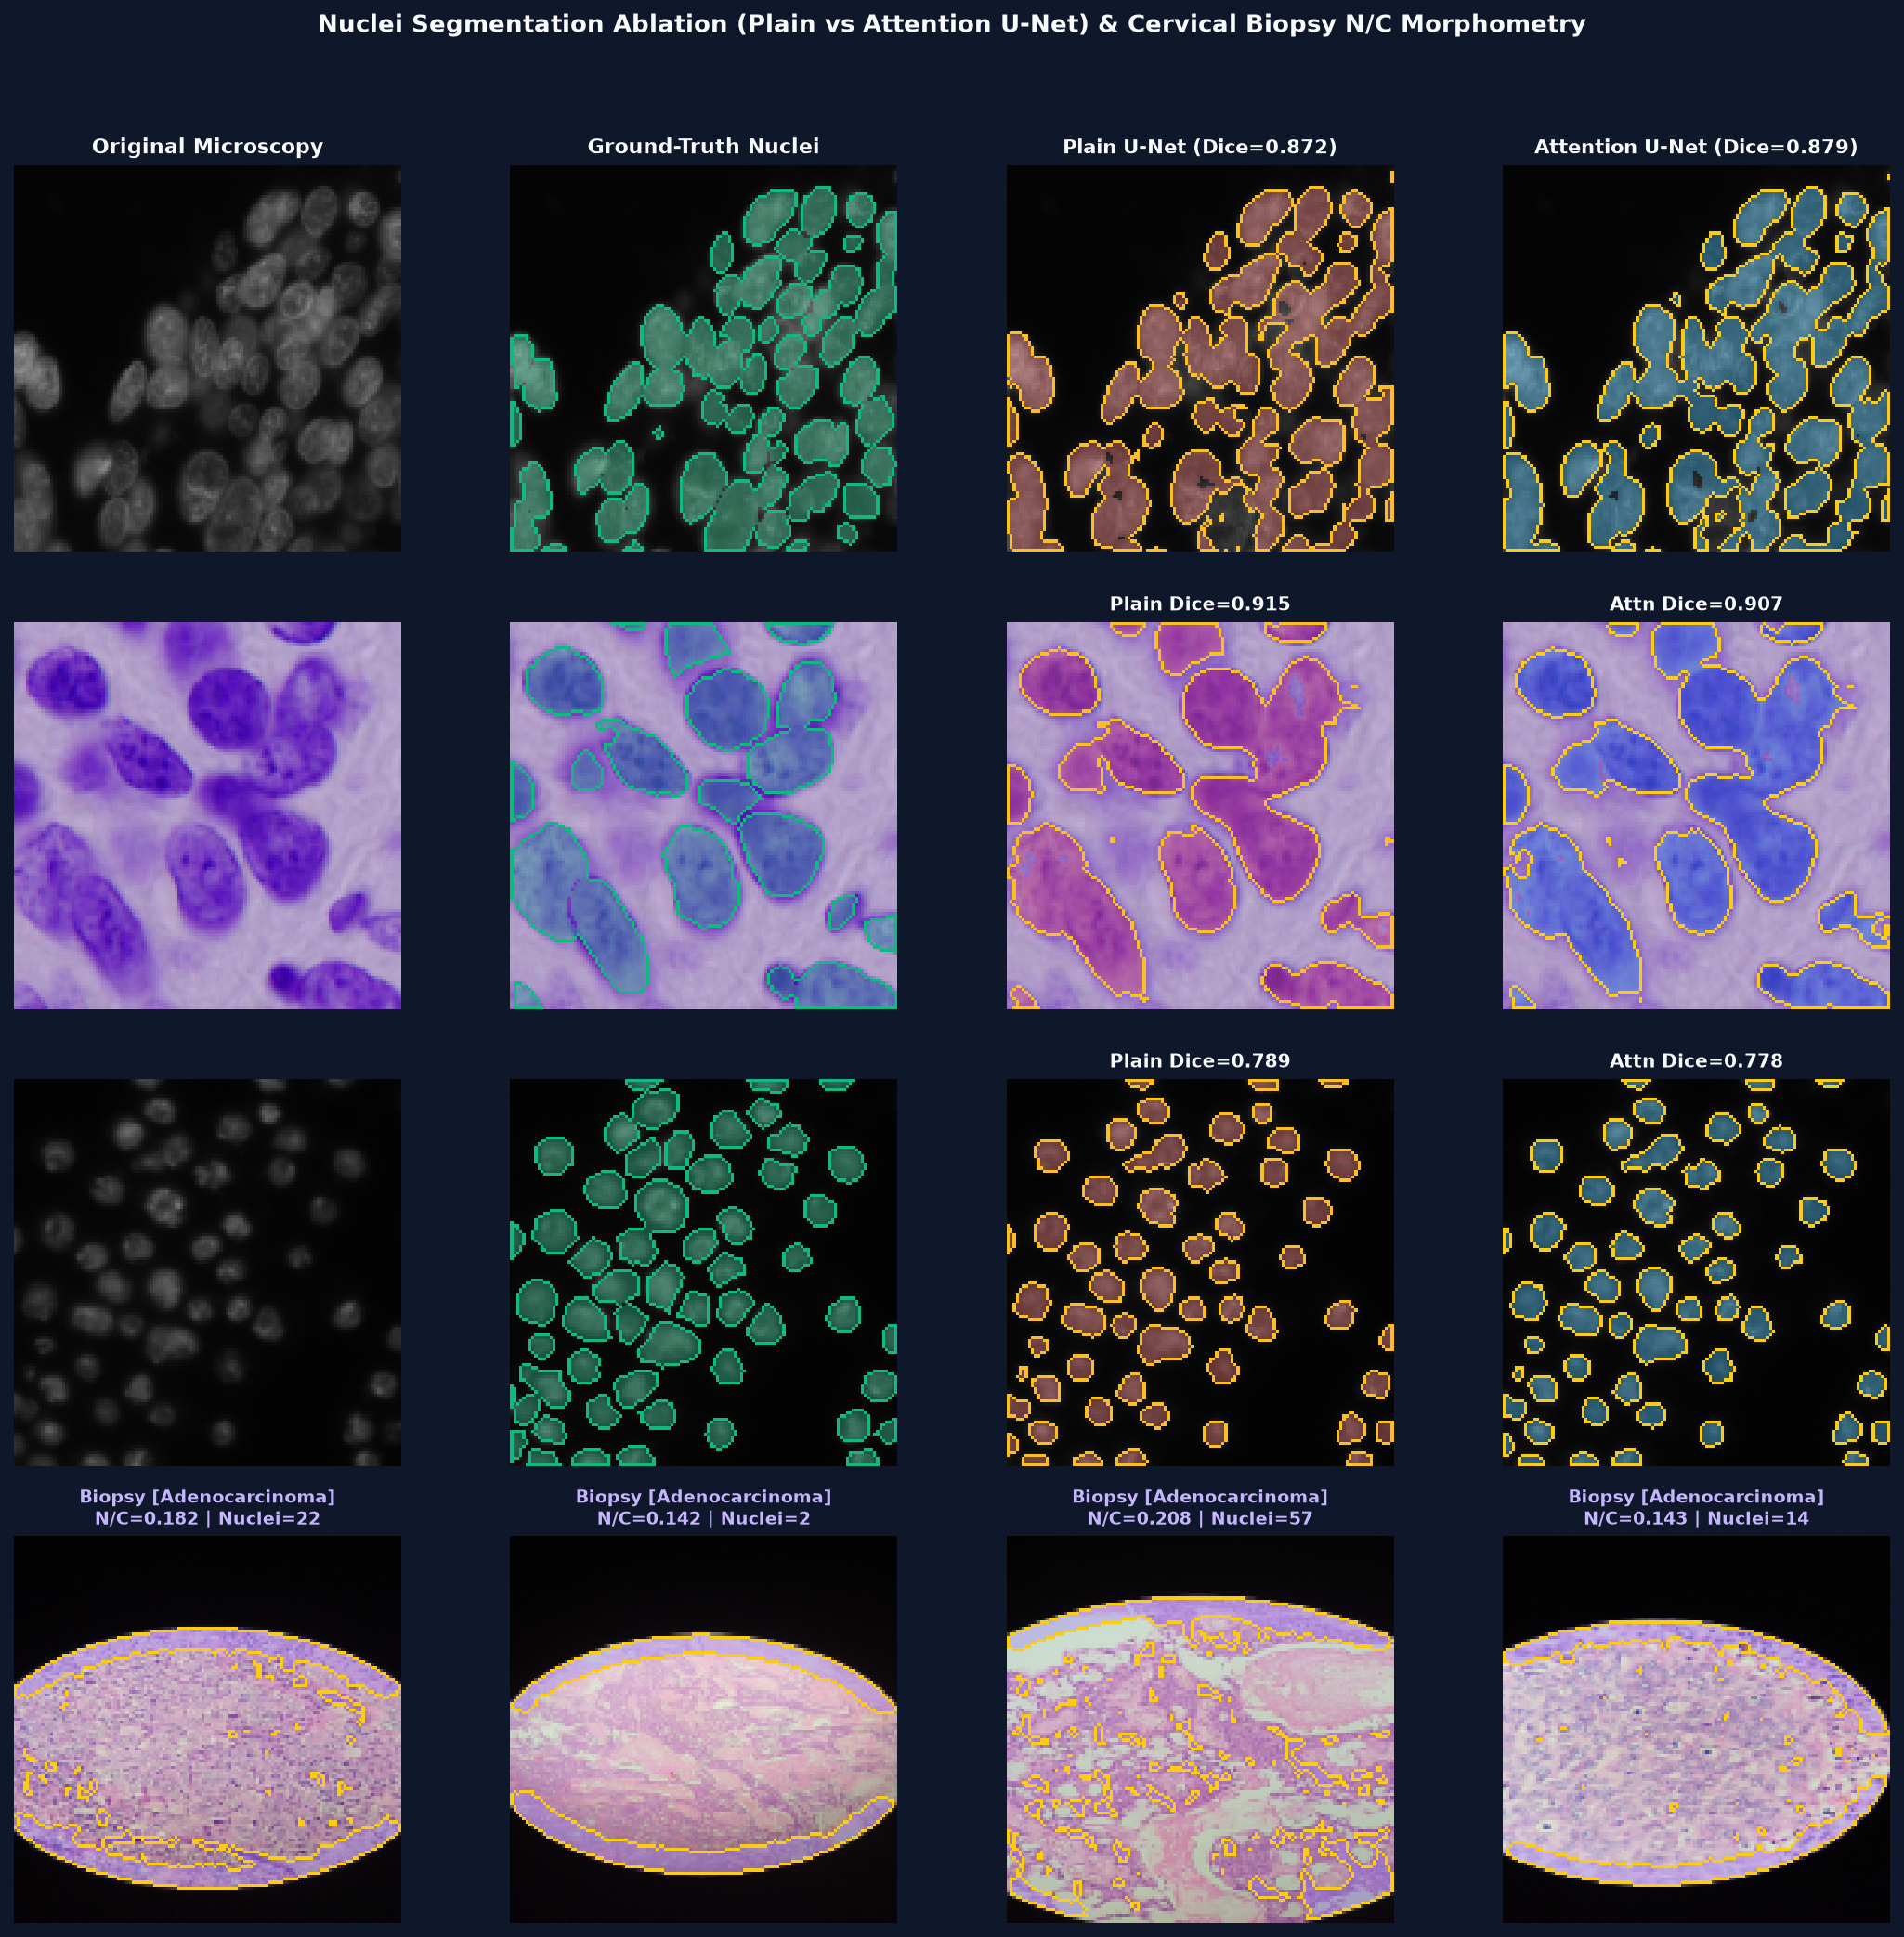 Nuclei Segmentation Ablation (Plain vs Attention U-Net) & Cervical Biopsy N/C Morphometry
Original Microscopy
Ground-Truth Nuclei
Plain U-Net (Dice=0.872)
Attention U-Net (Dice=0.879)
Plain Dice=0.915
Attn Dice=0.907
Plain Dice=0.789
Attn Dice=0.778
Biopsy [Adenocarcinoma]
N/C=0.182 | Nuclei=22
Biopsy [Adenocarcinoma]
N/C=0.142 | Nuclei=2
Biopsy [Adenocarcinoma]
N/C=0.208 | Nuclei=57
Biopsy [Adenocarcinoma]
N/C=0.143 | Nuclei=14